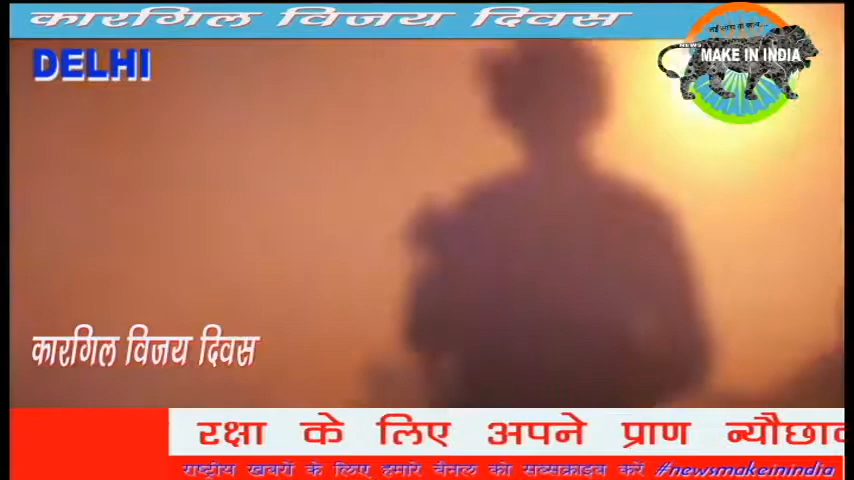 कारगिल विजय दिवस
DELHI
NEWS
MAKE IN INDIA
कारगिल विजय दिवस
रक्षा के लिए अपने प्राण न्यौछा
राष्ट्रीय खबरों के लिए हमारे चैनल को सब्सक्राइब करें #newsmakeinindia